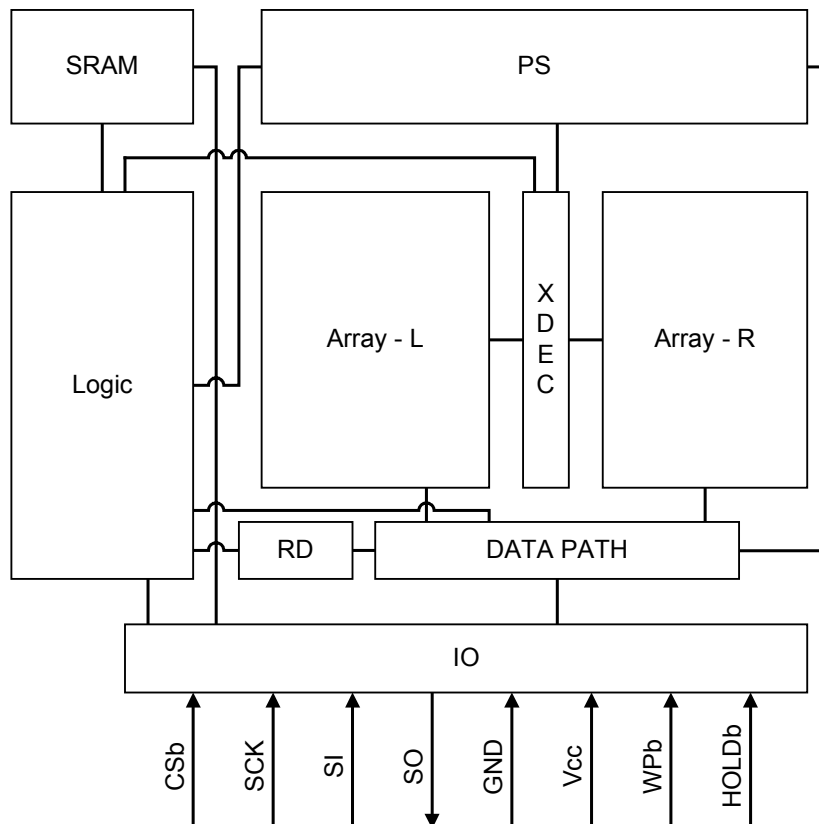 SRAM
PS
Logic
Array - L
X
D
E
C
Array - R
RD
DATA PATH
IO
CSb
SCK
SI
SO
GND
Vcc
WPb
HOLDb